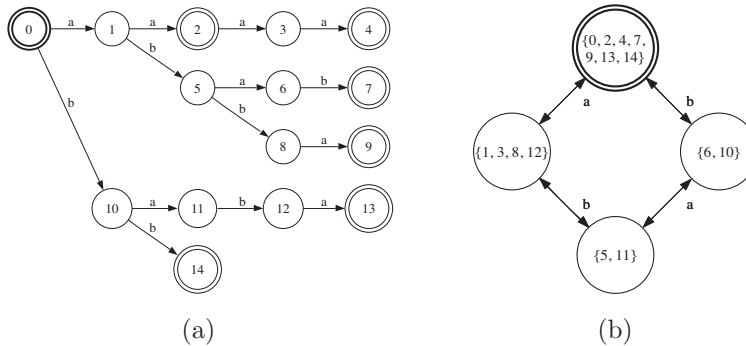 0 a 1 a 2 a 3 a 4
b
5 a 6 b 7
b
8 a 9
b
10 a 11 b 12 a 13
b
14
(a)
{0, 2, 4, 7,
9, 13, 14}
a b
{1, 3, 8, 12} {6, 10}
b a
{5, 11}
(b)